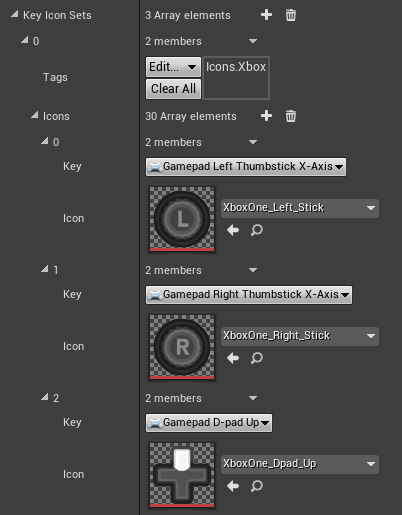 Key Icon Sets 3 Array elements
0 2 members
Tags Edit... Icons.Xbox
Clear All
Icons 30 Array elements
0 2 members
Key Gamepad Left Thumbstick X-Axis
Icon L XboxOne_Left_Stick
1 2 members
Key Gamepad Right Thumbstick X-Axis
Icon R XboxOne_Right_Stick
2 2 members
Key Gamepad D-pad Up
Icon XboxOne_Dpad_Up